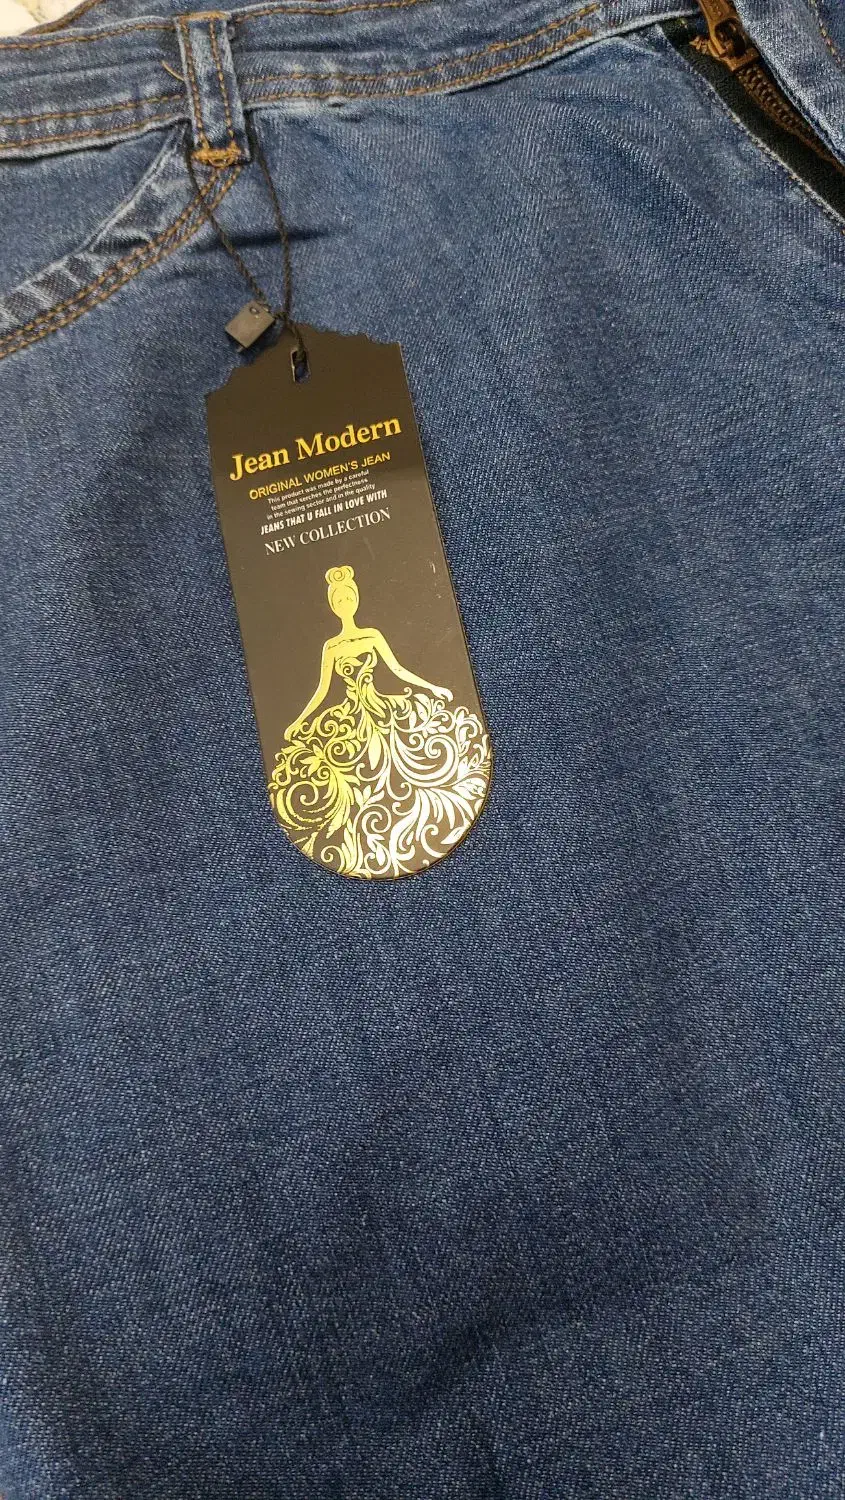 Jean Modern
ORIGINAL WOMEN'S JEAN
This product was made by a careful
team that serches the perfectness
in the sewing sector and in the quality
JEANS THAT U FALL IN LOVE WITH
NEW COLLECTION